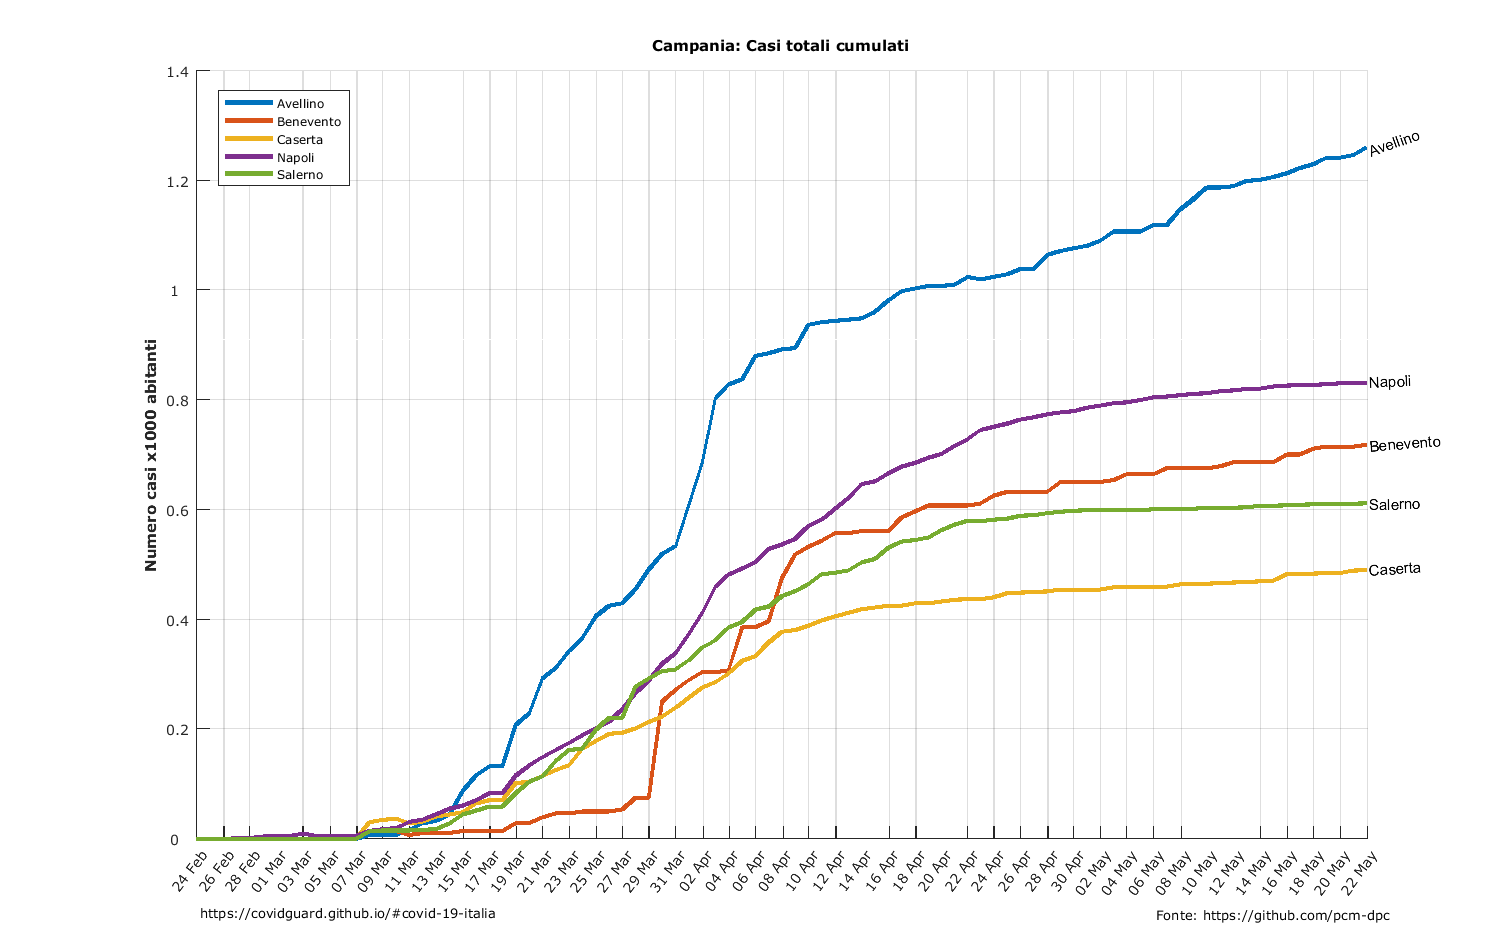 Campania: Casi totali cumulati
1.4
1.2
1
0.8
0.6
0.4
0.2
0
Numero casi x1000 abitanti
Avellino
Benevento
Caserta
Napoli
Salerno
Avellino
Napoli
Benevento
Salerno
Caserta
24 Feb
26 Feb
28 Feb
01 Mar
03 Mar
05 Mar
07 Mar
09 Mar
11 Mar
13 Mar
15 Mar
17 Mar
19 Mar
21 Mar
23 Mar
25 Mar
27 Mar
29 Mar
31 Mar
02 Apr
04 Apr
06 Apr
08 Apr
10 Apr
12 Apr
14 Apr
16 Apr
18 Apr
20 Apr
22 Apr
24 Apr
26 Apr
28 Apr
30 Apr
02 May
04 May
06 May
08 May
10 May
12 May
14 May
16 May
18 May
20 May
22 May
https://covidguard.github.io/#covid-19-italia
Fonte: https://github.com/pcm-dpc